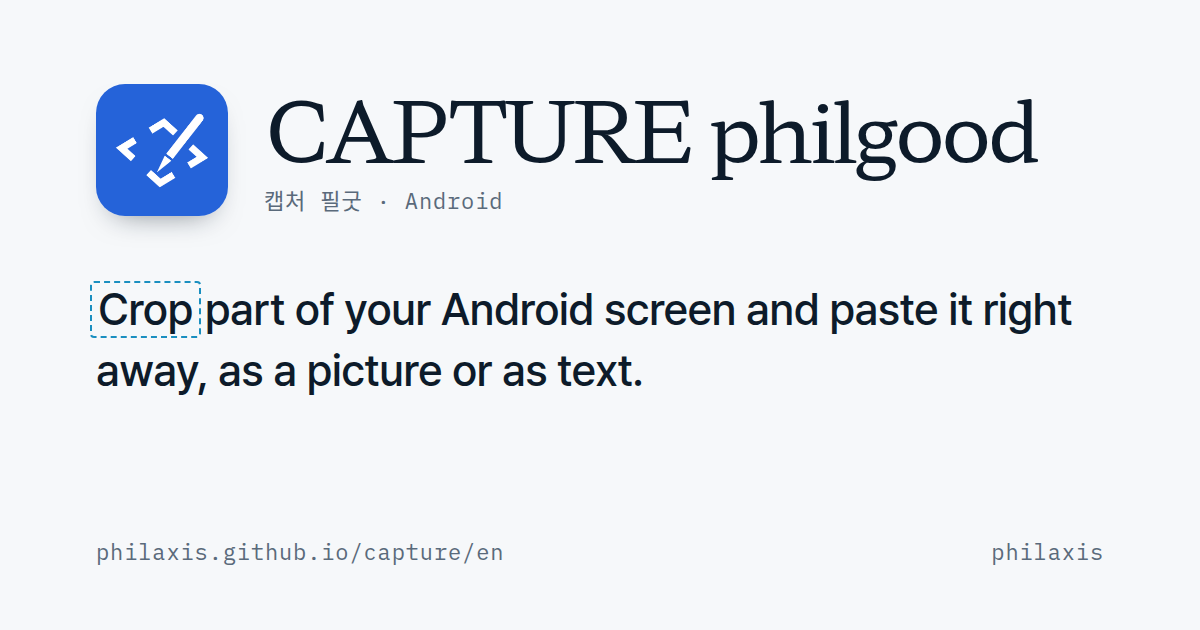 CAPTURE philgood
캡처 필굿 · Android
Crop part of your Android screen and paste it right
away, as a picture or as text.
philaxis.github.io/capture/en
philaxis